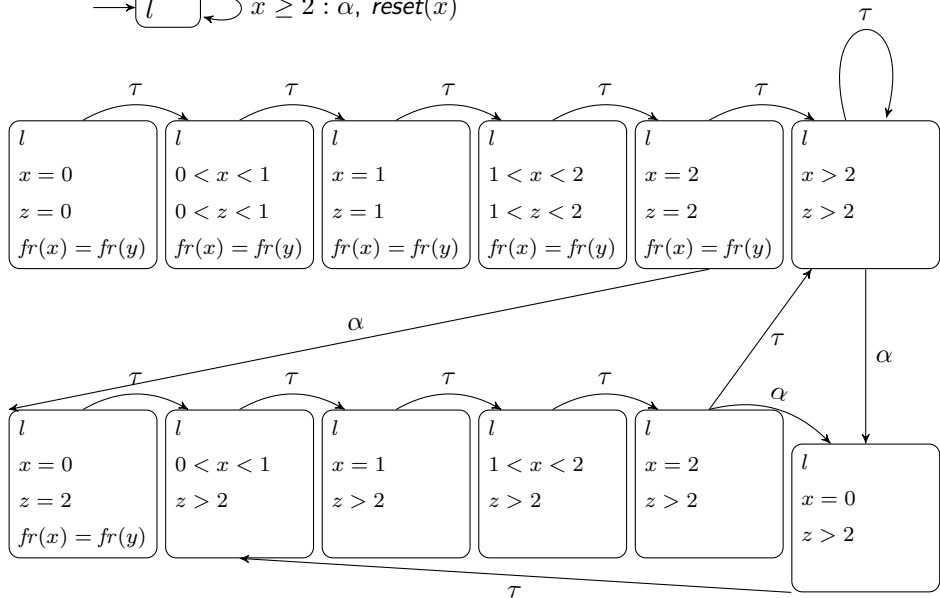 l x ≥ 2 : α, reset(x)
τ
τ τ τ τ τ
l l l l l l
x = 0 0 < x < 1 x = 1 1 < x < 2 x = 2 x > 2
z = 0 0 < z < 1 z = 1 1 < z < 2 z = 2 z > 2
fr(x) = fr(y) fr(x) = fr(y) fr(x) = fr(y) fr(x) = fr(y) fr(x) = fr(y)
α
τ
α
τ τ τ τ
α
l l l l l
l
x = 0 0 < x < 1 x = 1 1 < x < 2 x = 2
x = 0
z = 2 z > 2 z > 2 z > 2 z > 2
z > 2
fr(x) = fr(y)
τ